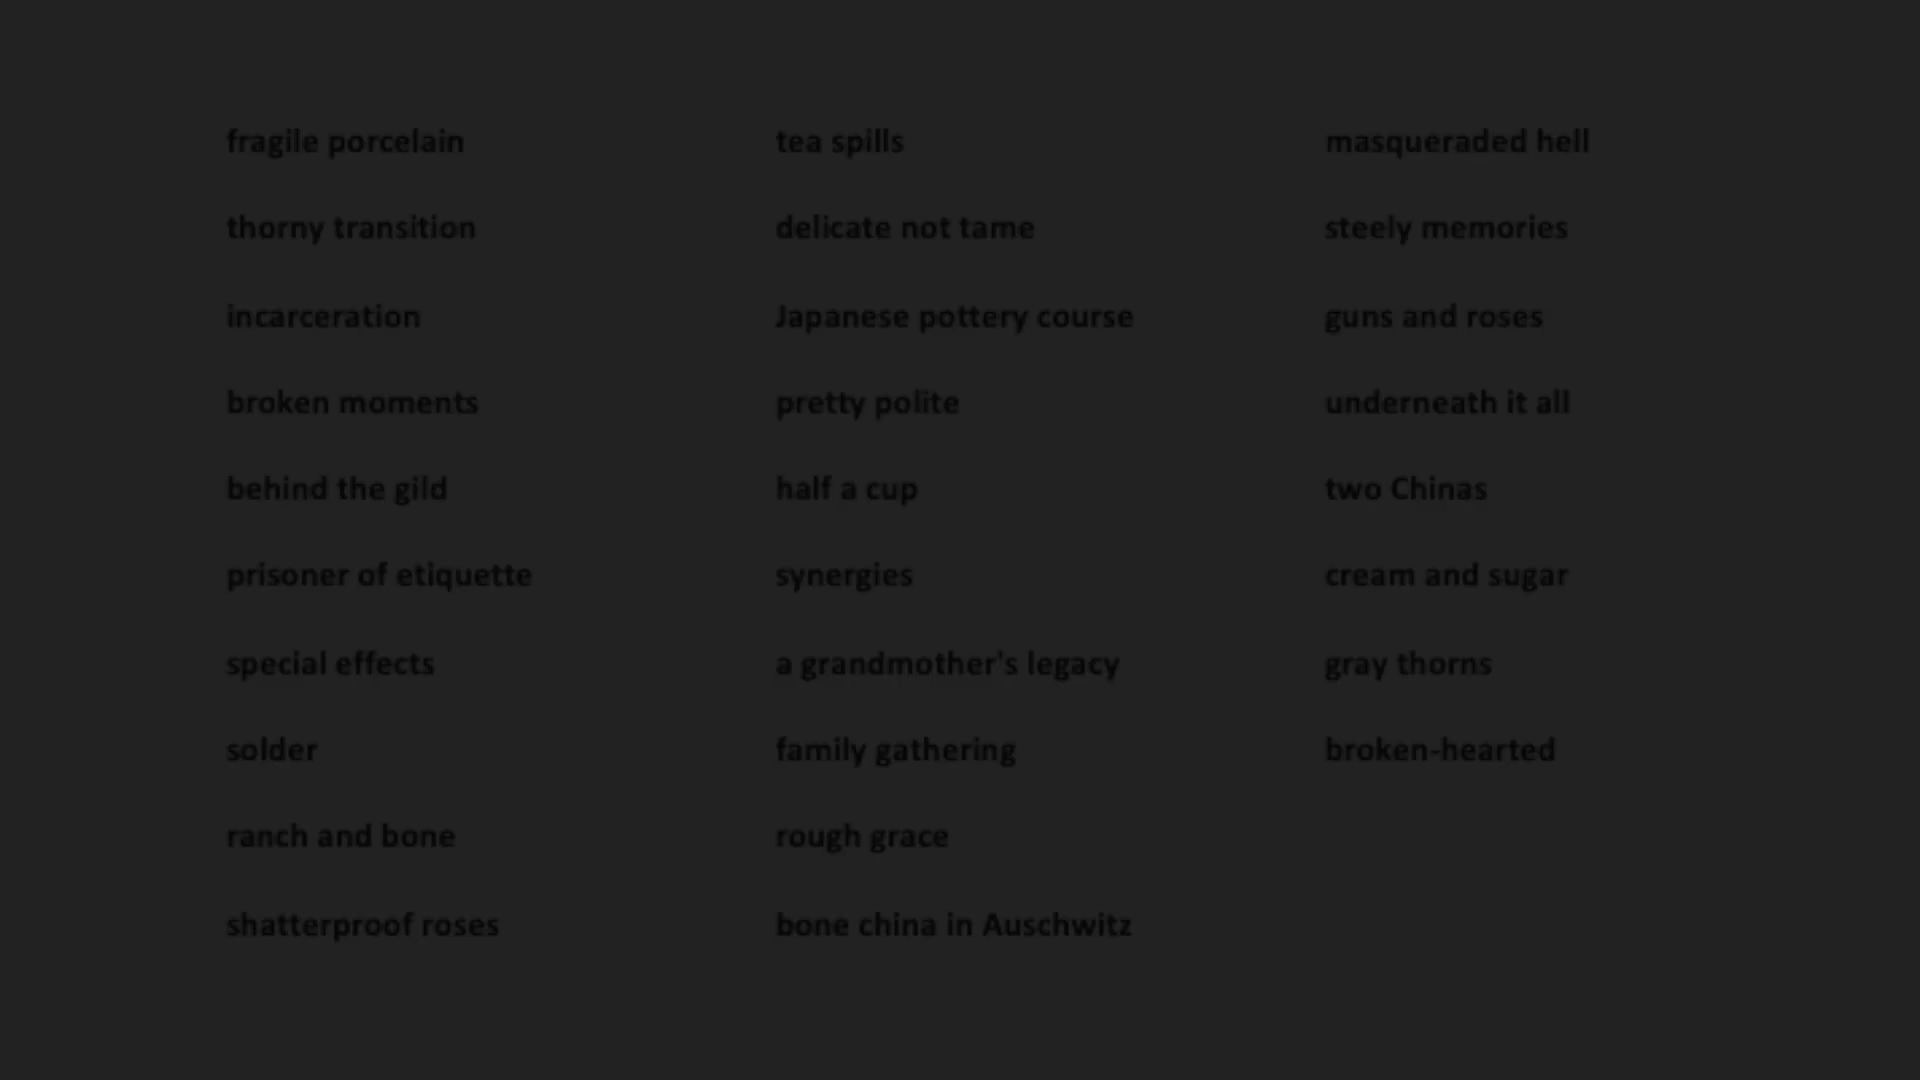 fragile porcelain
thorny transition
incarceration
broken moments
behind the gild
prisoner of etiquette
special effects
solder
ranch and bone
shatterproof roses
tea spills
delicate not tame
Japanese pottery course
pretty polite
half a cup
synergies
a grandmother's legacy
family gathering
rough grace
bone china in Auschwitz
masqueraded hell
steely memories
guns and roses
underneath it all
two Chinas
cream and sugar
gray thorns
broken-hearted